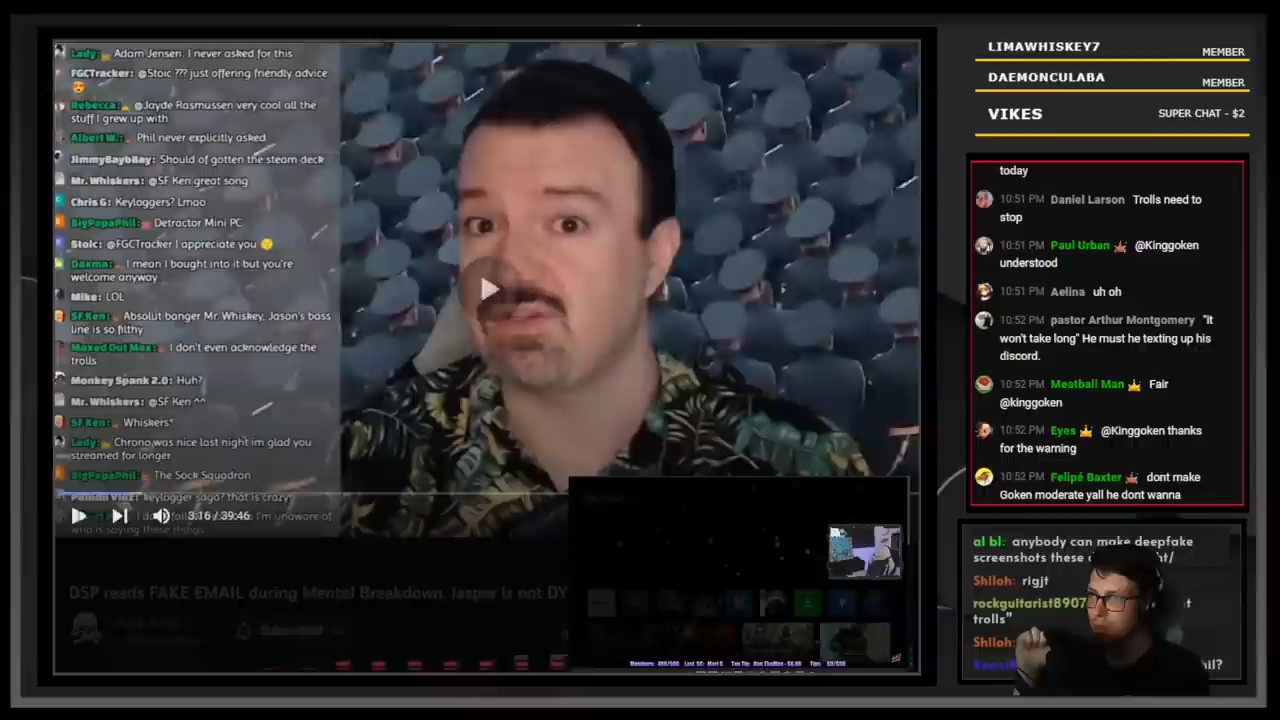 Lady: Adam Jensen. I never asked for this
FGCTracker: @Stoic ??? just offering friendly advice
Rebecca: @Jayde Rasmussen very cool all the
stuff I grew up with
Albert W.: Phil never explicitly asked
JimmyBaybBay: Should of gotten the steam deck
Mr. Whiskers: @SF Ken great song
Chris G: Keyloggers? Lmao
BigPapaPhil: Detractor Mini PC
Stoic: @FGCTracker I appreciate you
Daxma: I mean I bought into it but you're
welcome anyway
Mike: LOL
SF Ken: Absolut banger Mr. Whiskey, Jason's bass
line is so filthy
Maxed Out Max: I don't even acknowledge the
trolls
Monkey Spank 2.0: Huh?
Mr. Whiskers: @SF Ken ^^
SF Ken: Whiskers*
Lady: Chrono was nice last night im glad you
streamed for longer
BigPapaPhil: The Sock Squadron
keylogger saga? that is crazy
I'm unaware of
who is saying these things
3:16 / 39:46
DSP reads FAKE EMAIL during Mental Breakdown. Jasper is not DY
LIMAWHISKEY7 MEMBER
DAEMONCULABA MEMBER
VIKES SUPER CHAT - $2
today
10:51 PM Daniel Larson Trolls need to
stop
10:51 PM Paul Urban @Kinggoken
understood
10:51 PM Aelina uh oh
10:52 PM pastor Arthur Montgomery "It
won't take long" He must he texting up his
discord.
10:52 PM Meatball Man Fair
@kinggoken
10:52 PM Eyes @Kinggoken thanks
for the warning
10:52 PM Felipé Baxter dont make
Goken moderate yall he dont wanna
al bl: anybody can make deepfake
screenshots these
Shlloh: rigjt
rockguitarist8907
trolls"
Shlloh: